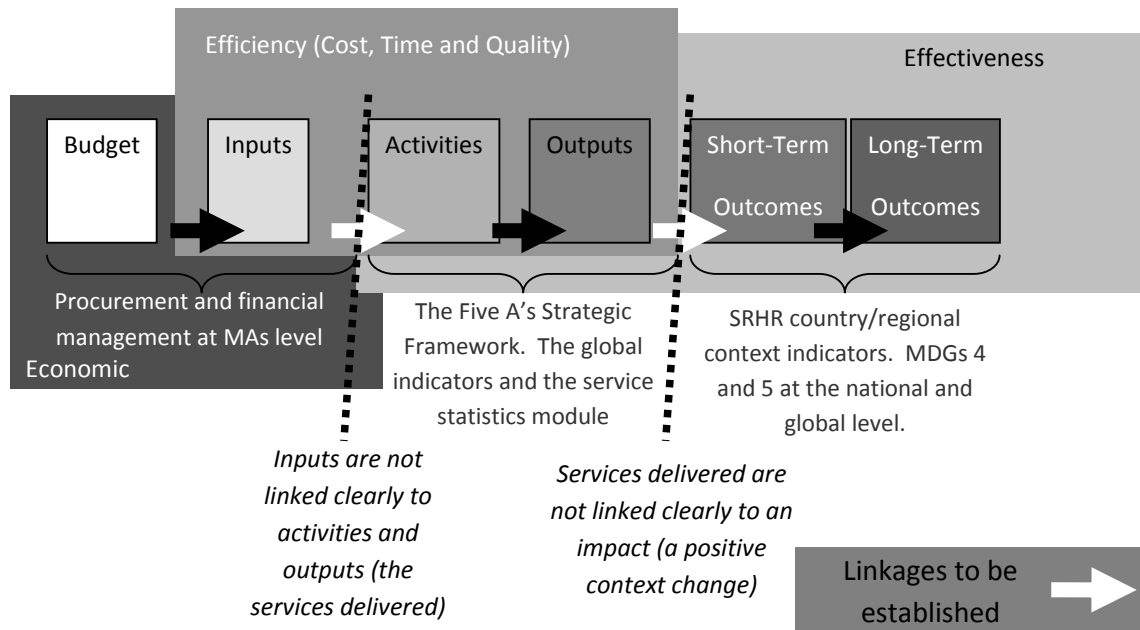 Efficiency (Cost, Time and Quality)
Effectiveness
Budget
Inputs
Activities
Outputs
Short-Term
Outcomes
Long-Term
Outcomes
Procurement and financial
management at MAs level
Economic
The Five A's Strategic
Framework.  The global
indicators and the service
statistics module
SRHR country/regional
context indicators.  MDGs 4
and 5 at the national and
global level.
Inputs are not
linked clearly to
activities and
outputs (the
services delivered)
Services delivered are
not linked clearly to an
impact (a positive
context change)
Linkages to be
established